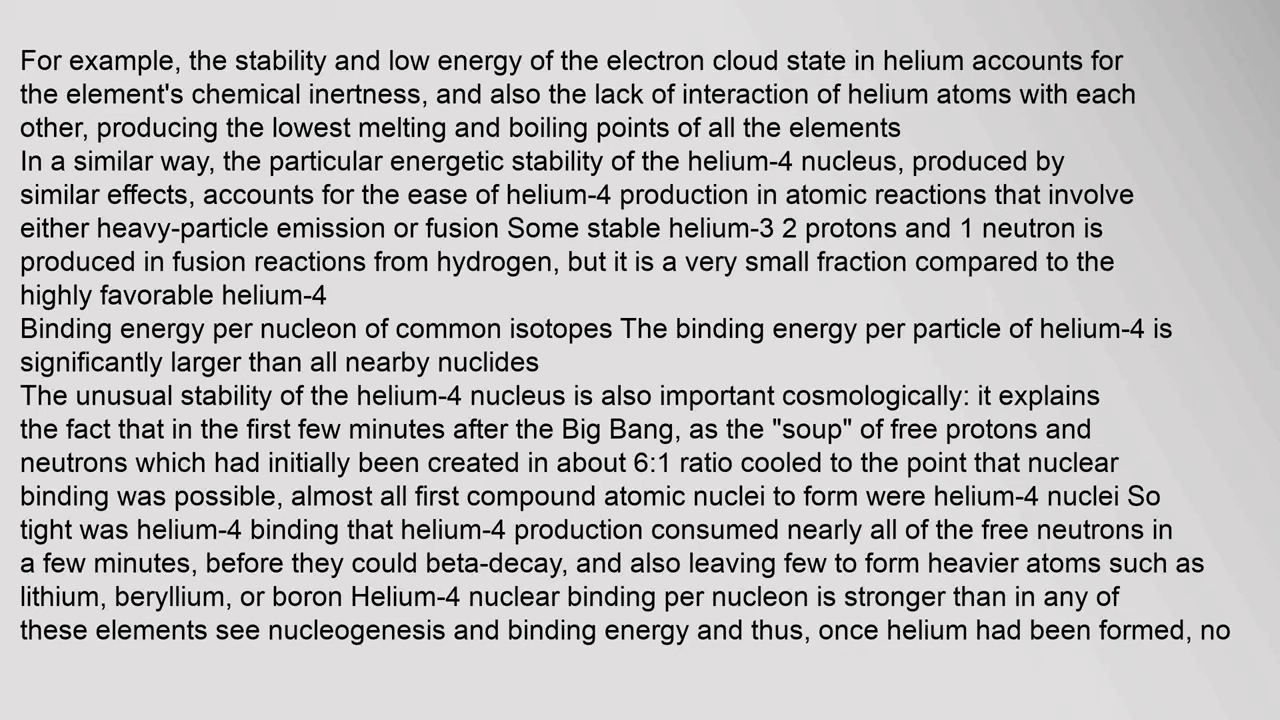 For example, the stability and low energy of the electron cloud state in helium accounts for
the element's chemical inertness, and also the lack of interaction of helium atoms with each
other, producing the lowest melting and boiling points of all the elements
In a similar way, the particular energetic stability of the helium-4 nucleus, produced by
similar effects, accounts for the ease of helium-4 production in atomic reactions that involve
either heavy-particle emission or fusion Some stable helium-3 2 protons and 1 neutron is
produced in fusion reactions from hydrogen, but it is a very small fraction compared to the
highly favorable helium-4
Binding energy per nucleon of common isotopes The binding energy per particle of helium-4 is
significantly larger than all nearby nuclides
The unusual stability of the helium-4 nucleus is also important cosmologically: it explains
the fact that in the first few minutes after the Big Bang, as the "soup" of free protons and
neutrons which had initially been created in about 6:1 ratio cooled to the point that nuclear
binding was possible, almost all first compound atomic nuclei to form were helium-4 nuclei So
tight was helium-4 binding that helium-4 production consumed nearly all of the free neutrons in
a few minutes, before they could beta-decay, and also leaving few to form heavier atoms such as
lithium, beryllium, or boron Helium-4 nuclear binding per nucleon is stronger than in any of
these elements see nucleogenesis and binding energy and thus, once helium had been formed, no